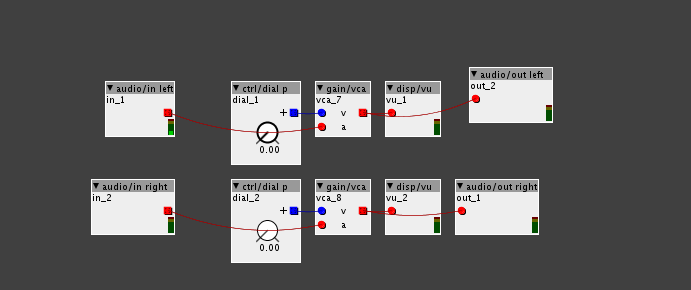 ▼ audio/in left
in_1
▼ ctrl/dial p
dial_1
+
0.00
▼ gain/vca
vca_7
v
a
▼ disp/vu
vu_1
▼ audio/out left
out_2
▼ audio/in right
in_2
▼ ctrl/dial p
dial_2
+
0.00
▼ gain/vca
vca_8
v
a
▼ disp/vu
vu_2
▼ audio/out right
out_1